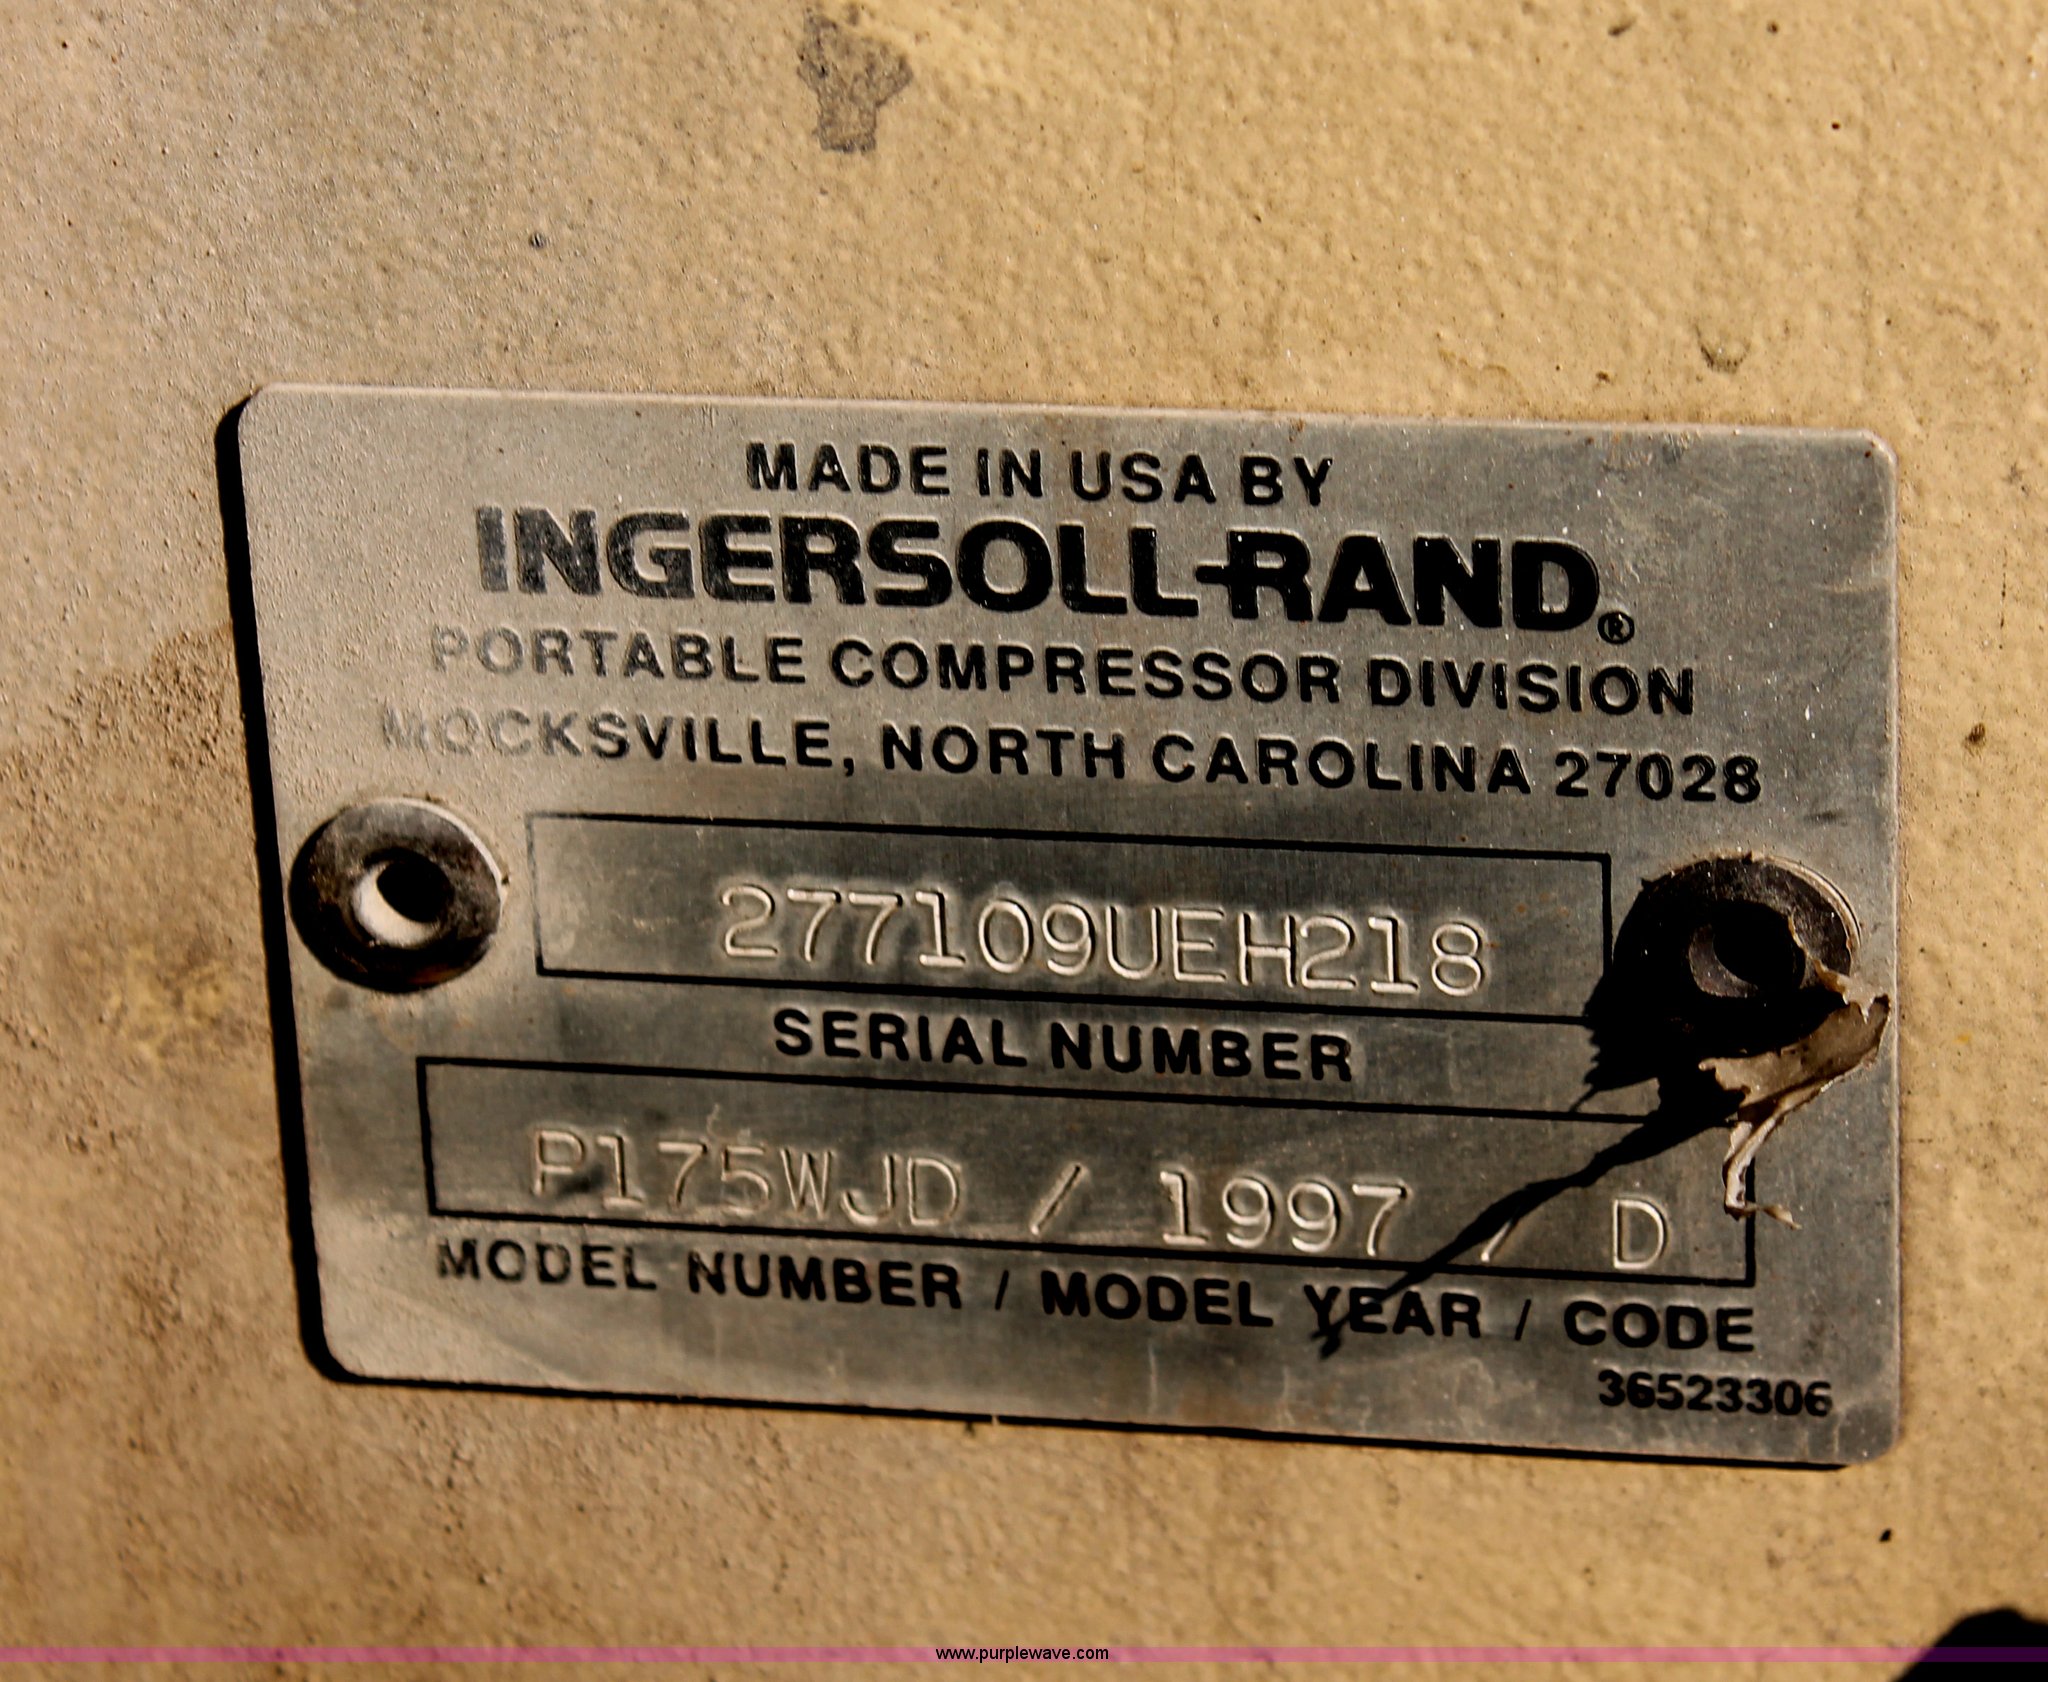 MADE IN USA BY
INGERSOLL-RAND®
PORTABLE COMPRESSOR DIVISION
MOCKSVILLE, NORTH CAROLINA 27028
277109UEH218
SERIAL NUMBER
P175WJD / 1997 / D
MODEL NUMBER / MODEL YEAR / CODE
36523306
www.purplewave.com